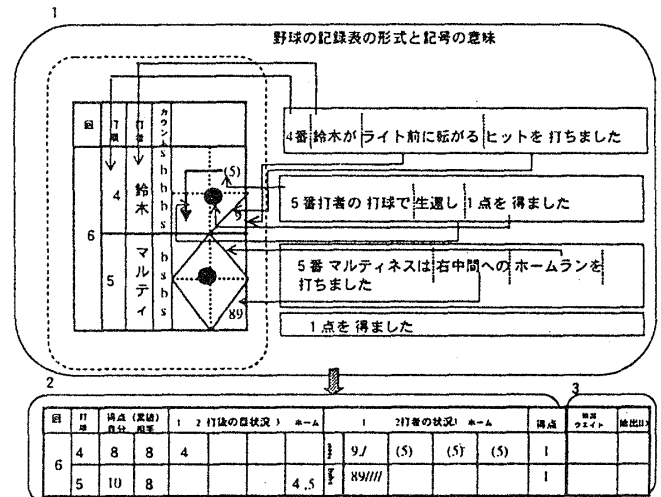 1
野球の記録表の形式と記号の意味
回 打順 打者 カウント
4番 鈴木が ライト前に転がる ヒットを 打ちました
6 4 鈴木 s b b b s (5) 9
5番打者の 打球で 生還し 1点を 得ました
5 マルティ b s b s 89
5番 マルティネスは 右中間への ホームランを
打ちました
1点を 得ました
2 3
回 打順 得点(累積) 1 2 打後の塁状況 3 ホーム 1 2打者の状況3 ホーム 得点
自分 相手
6 4 8 8 4 9./ (5) (5) (5) 1
5 10 8 4,5 89//// 1